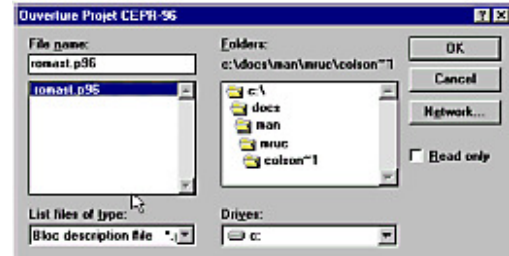 Ouverture Projet CEPR-96
File name:
romast.p96
romast.p96
List files of type:
Bloc description file *.p
Folders:
c:\docs\man\mruc\colson~1
c:\
docs
man
mruc
colson~1
Drives:
c:
OK
Cancel
Network...
Read only